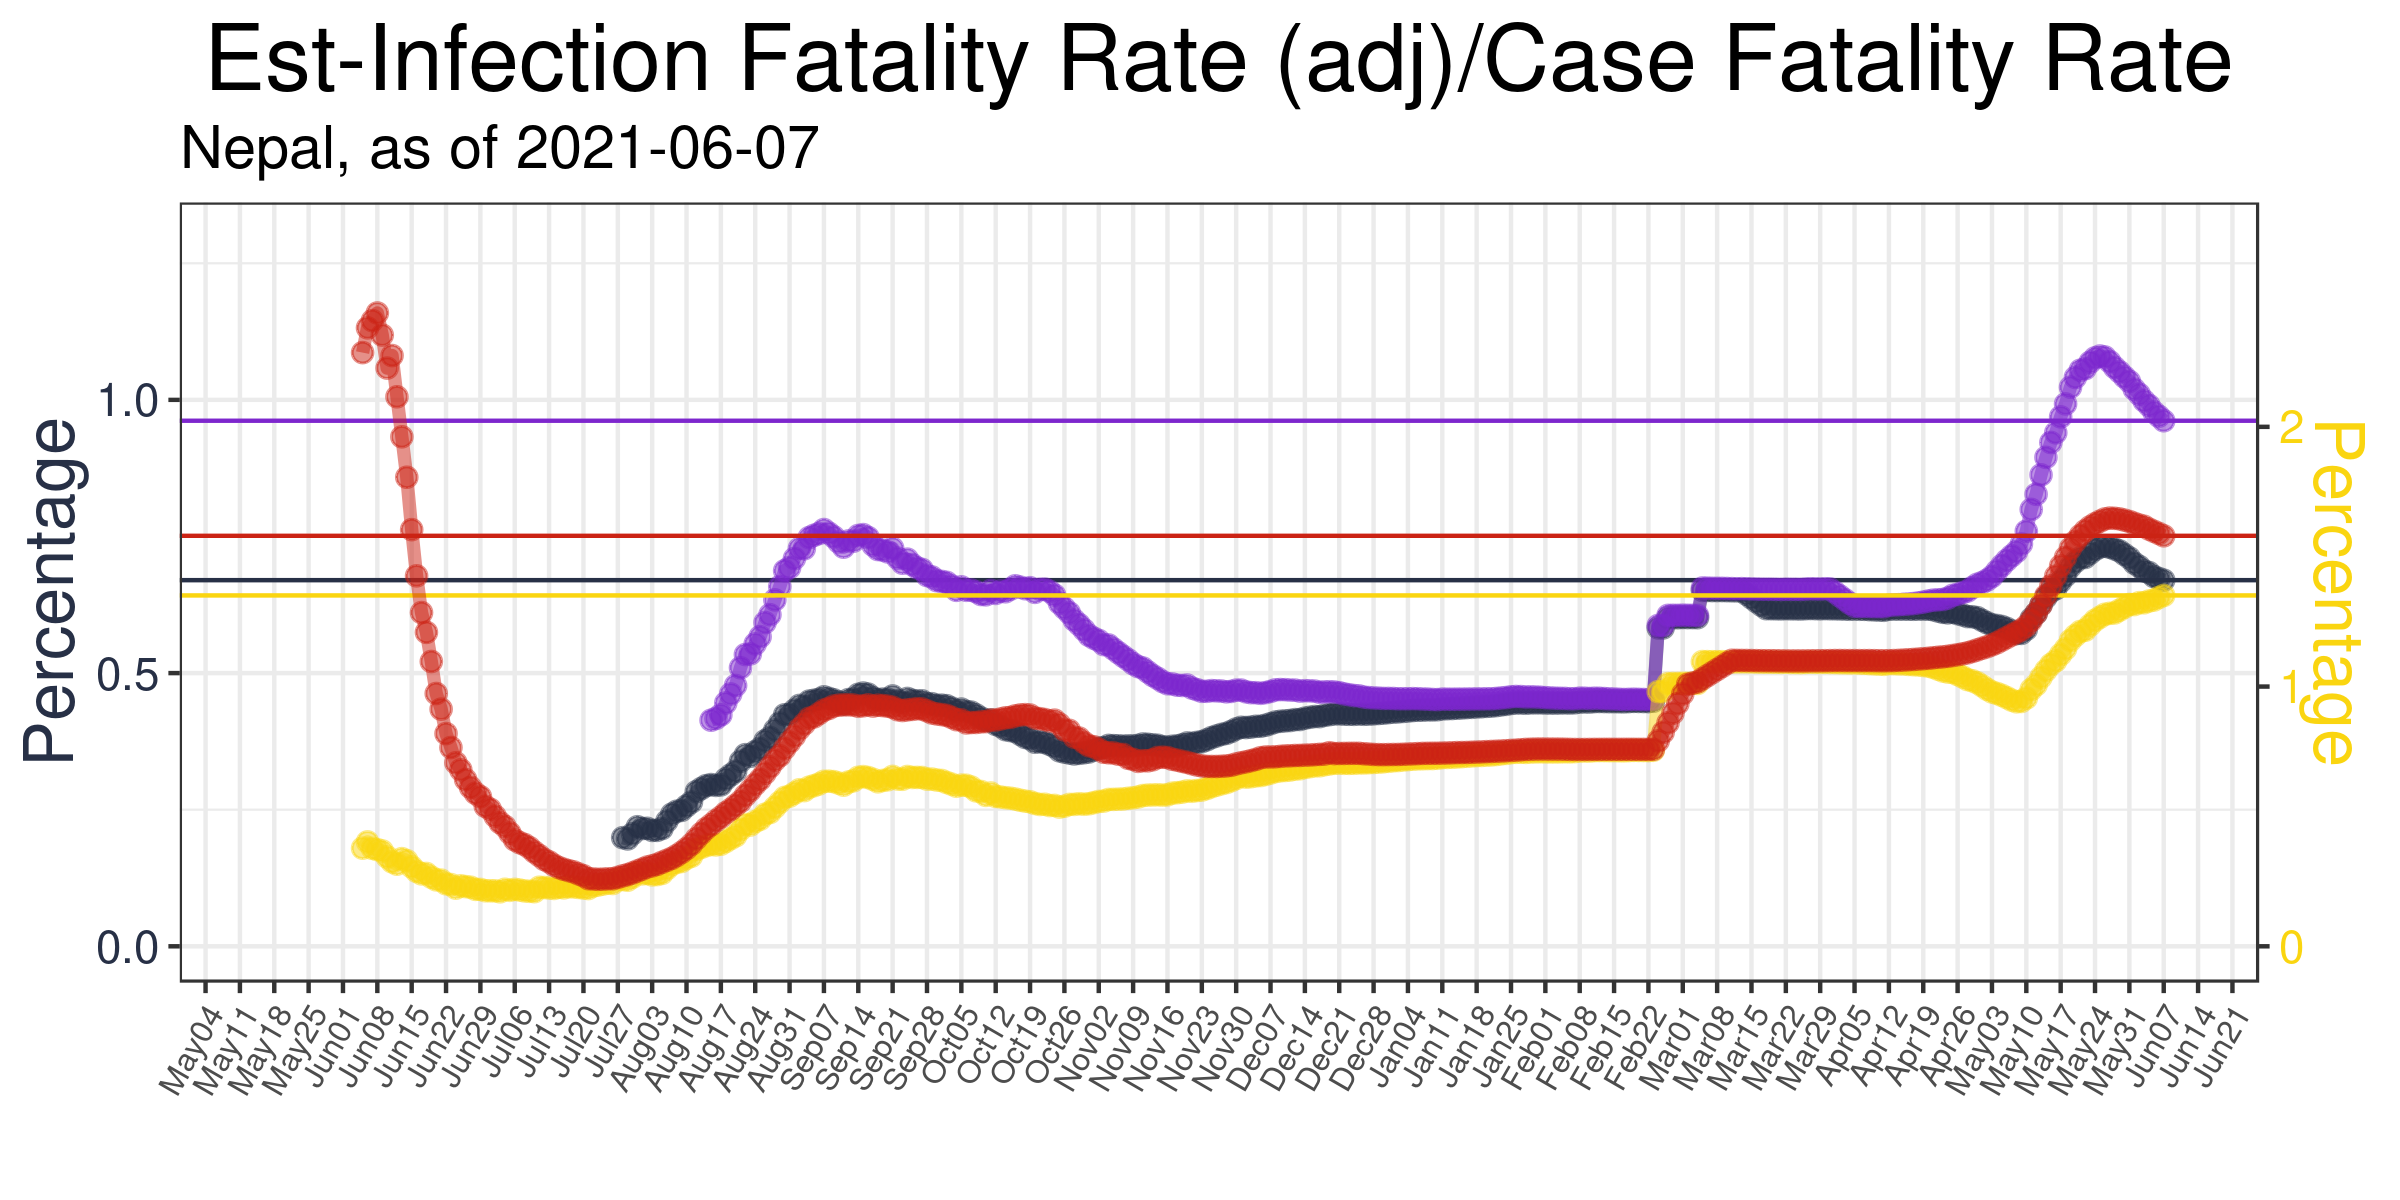 Est-Infection Fatality Rate (adj)/Case Fatality Rate
Nepal, as of 2021-06-07
Percentage
1.0
0.5
0.0
2
1
0
Percentage
May04
May11
May18
May25
Jun01
Jun08
Jun15
Jun22
Jun29
Jul06
Jul13
Jul20
Jul27
Aug03
Aug10
Aug17
Aug24
Aug31
Sep07
Sep14
Sep21
Sep28
Oct05
Oct12
Oct19
Oct26
Nov02
Nov09
Nov16
Nov23
Nov30
Dec07
Dec14
Dec21
Dec28
Jan04
Jan11
Jan18
Jan25
Feb01
Feb08
Feb15
Feb22
Mar01
Mar08
Mar15
Mar22
Mar29
Apr05
Apr12
Apr19
Apr26
May03
May10
May17
May24
May31
Jun07
Jun14
Jun21